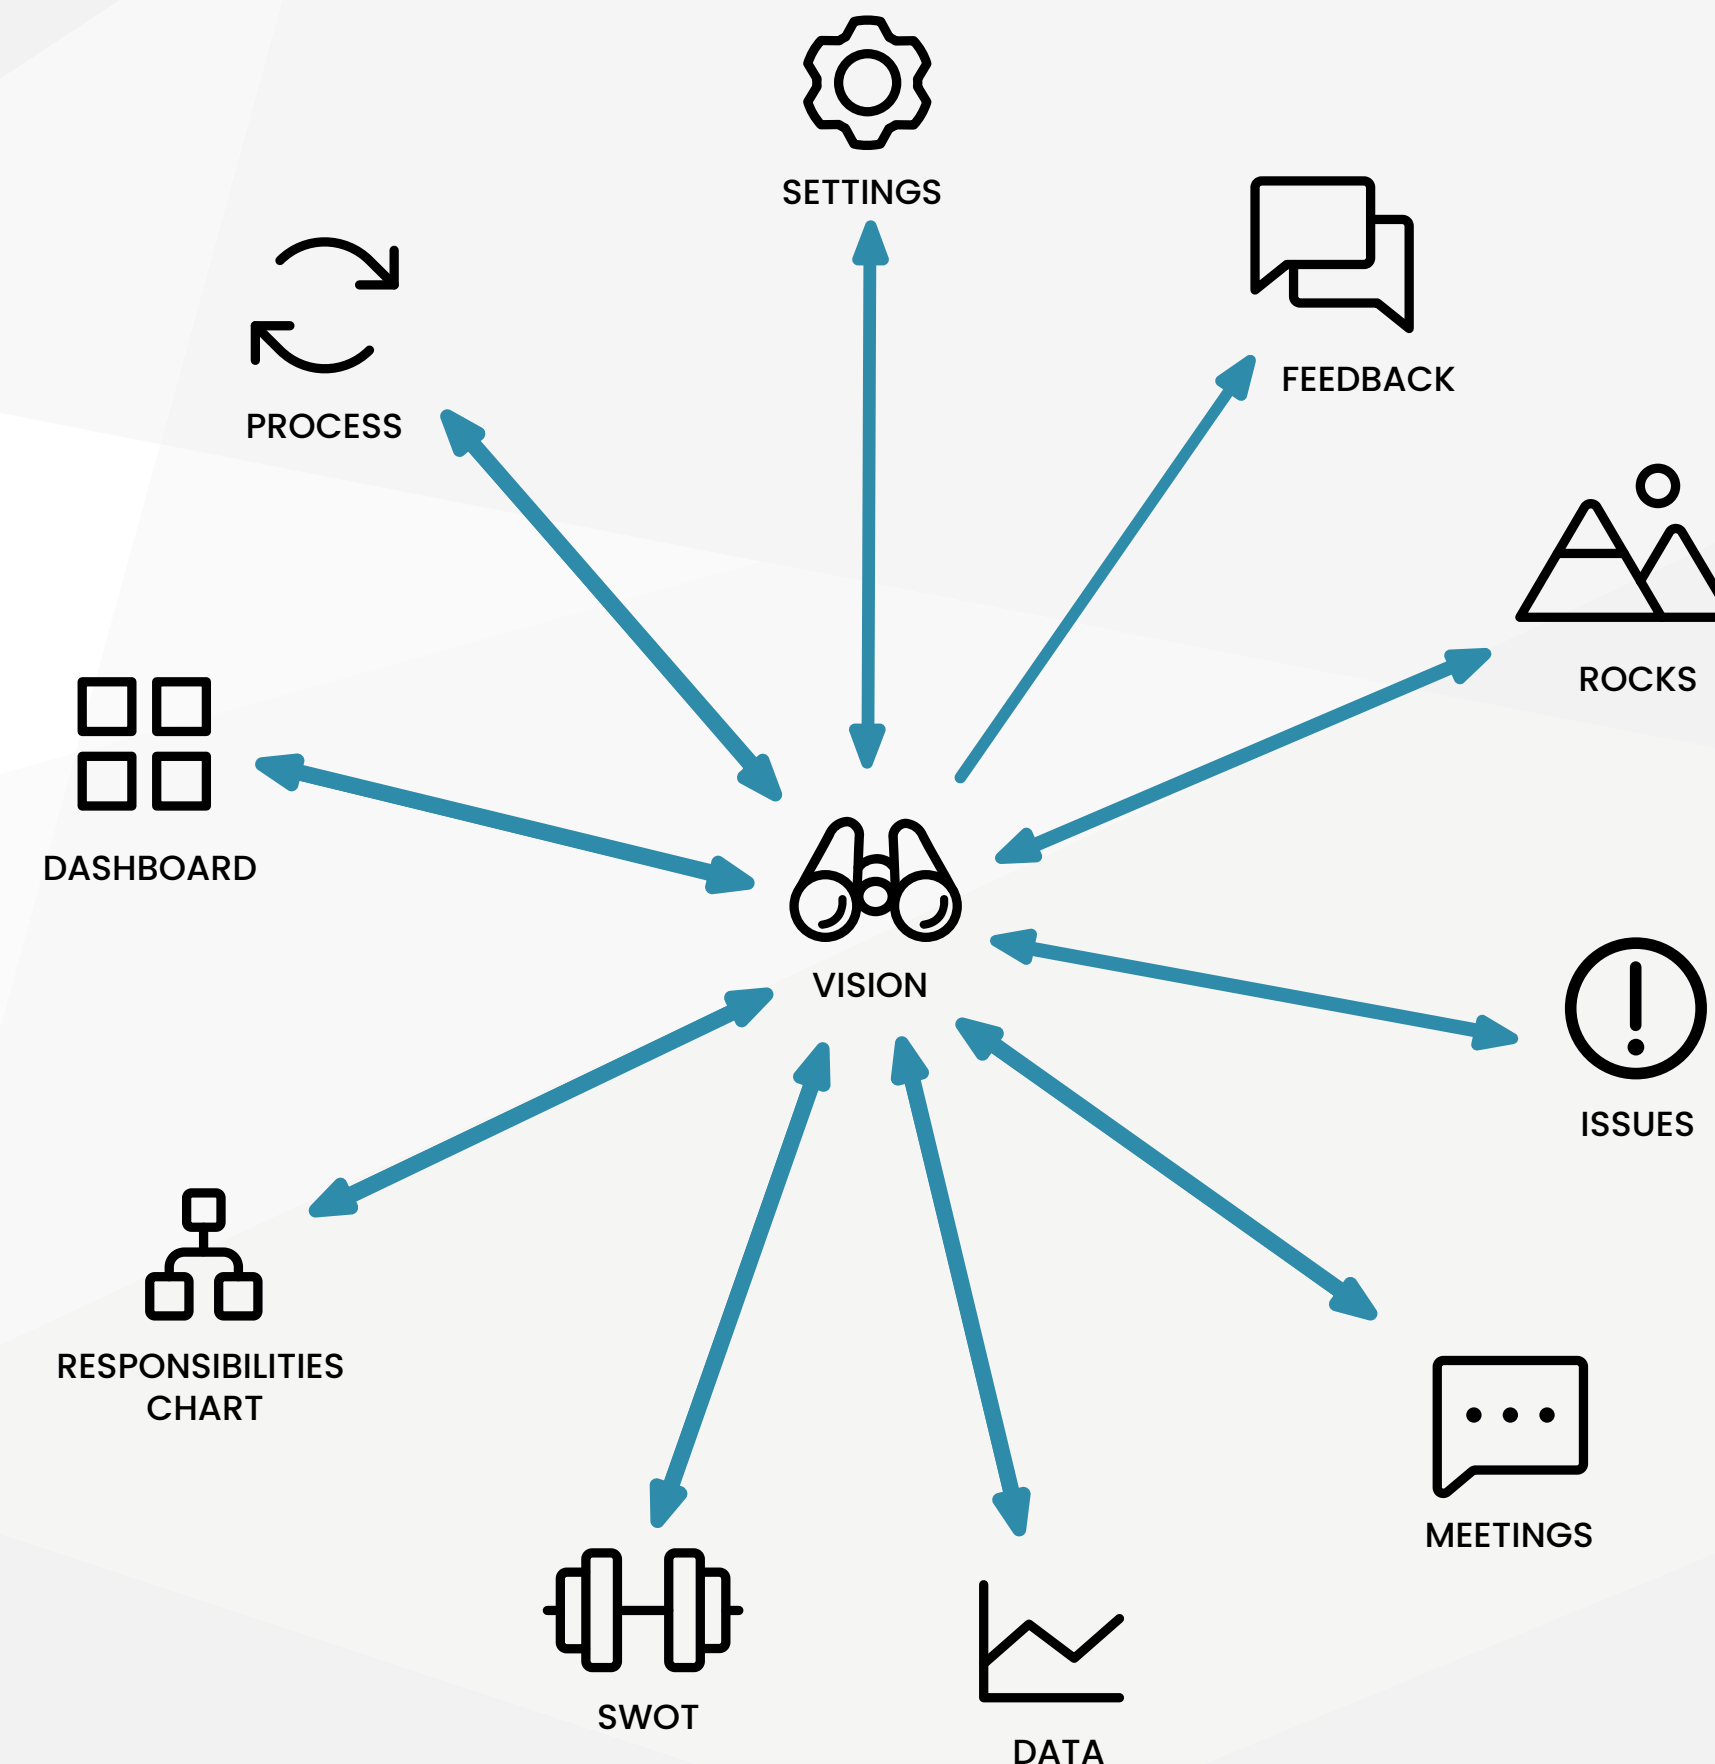 SETTINGS
FEEDBACK
PROCESS
ROCKS
DASHBOARD
VISION
ISSUES
RESPONSIBILITIES
CHART
MEETINGS
SWOT
DATA